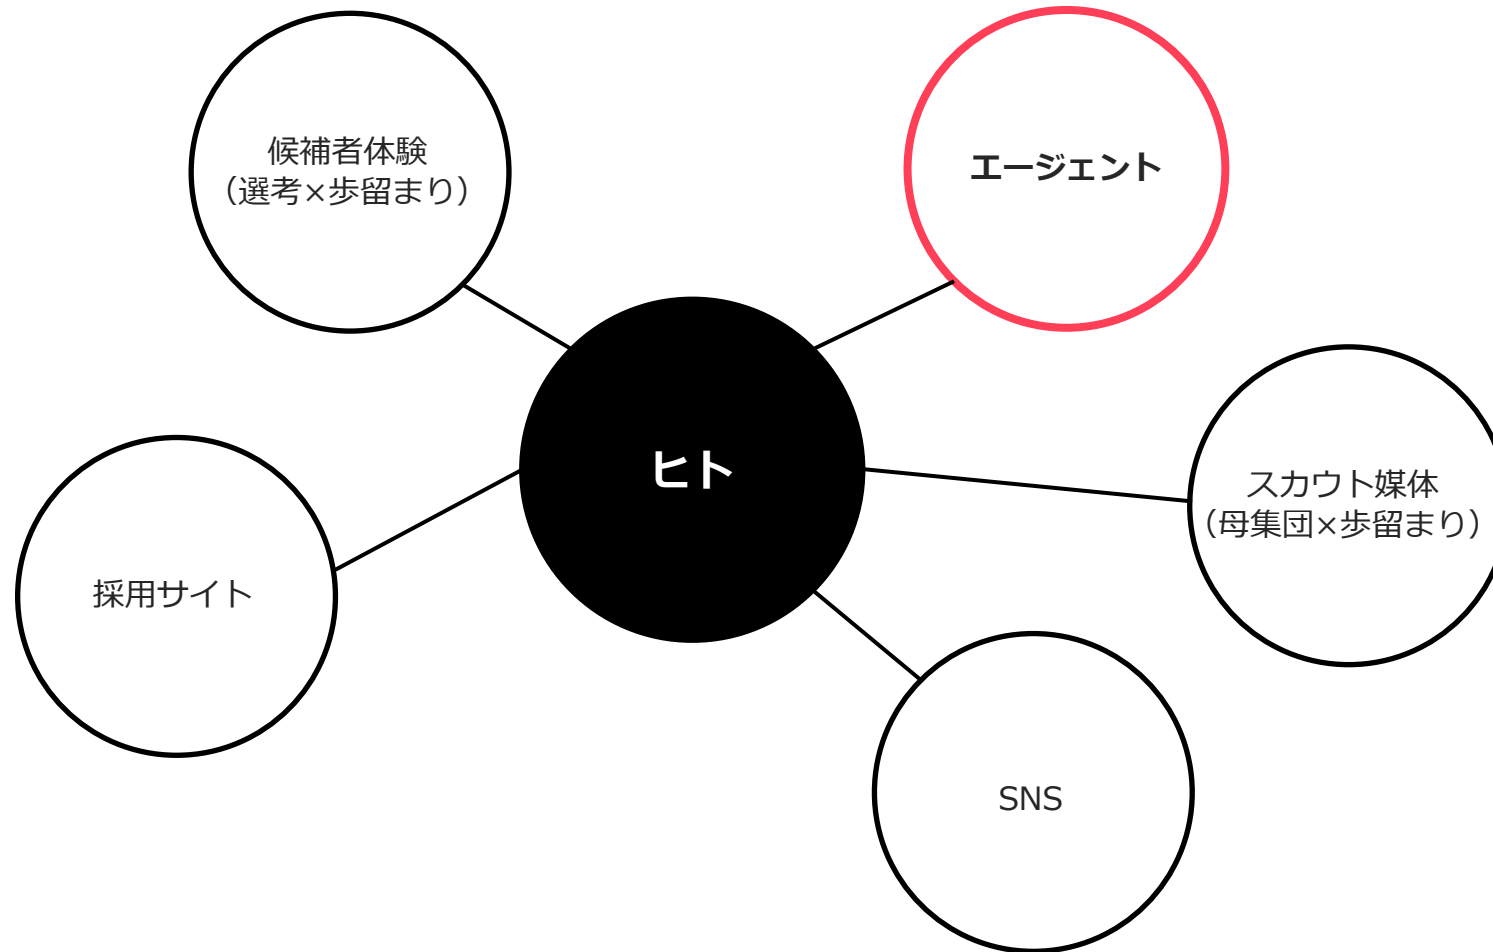 候補者体験
（選考×歩留まり）
エージェント
ヒト
スカウト媒体
（母集団×歩留まり）
採用サイト
SNS